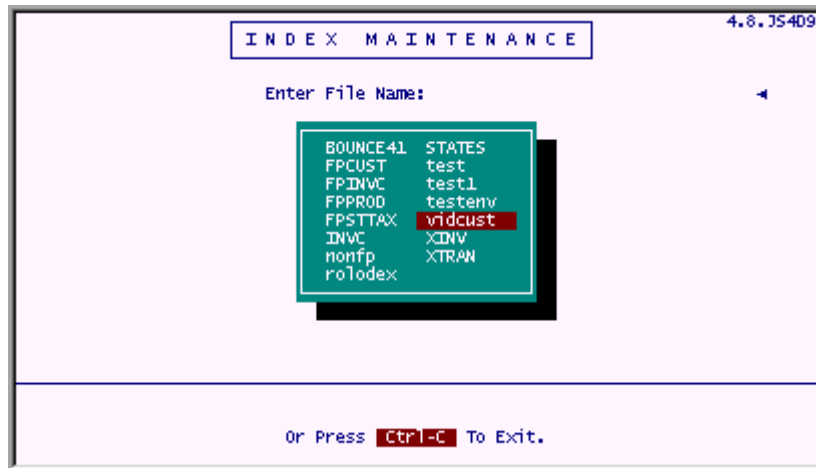 4.8.JS4D9
INDEX MAINTENANCE
Enter File Name:
BOUNCE41 STATES
FPCUST test
FPINVC test1
FPPROD testenv
FPSTTAX vidcust
INVC XINV
nonfp XTRAN
rolodex
Or Press Ctrl-C To Exit.